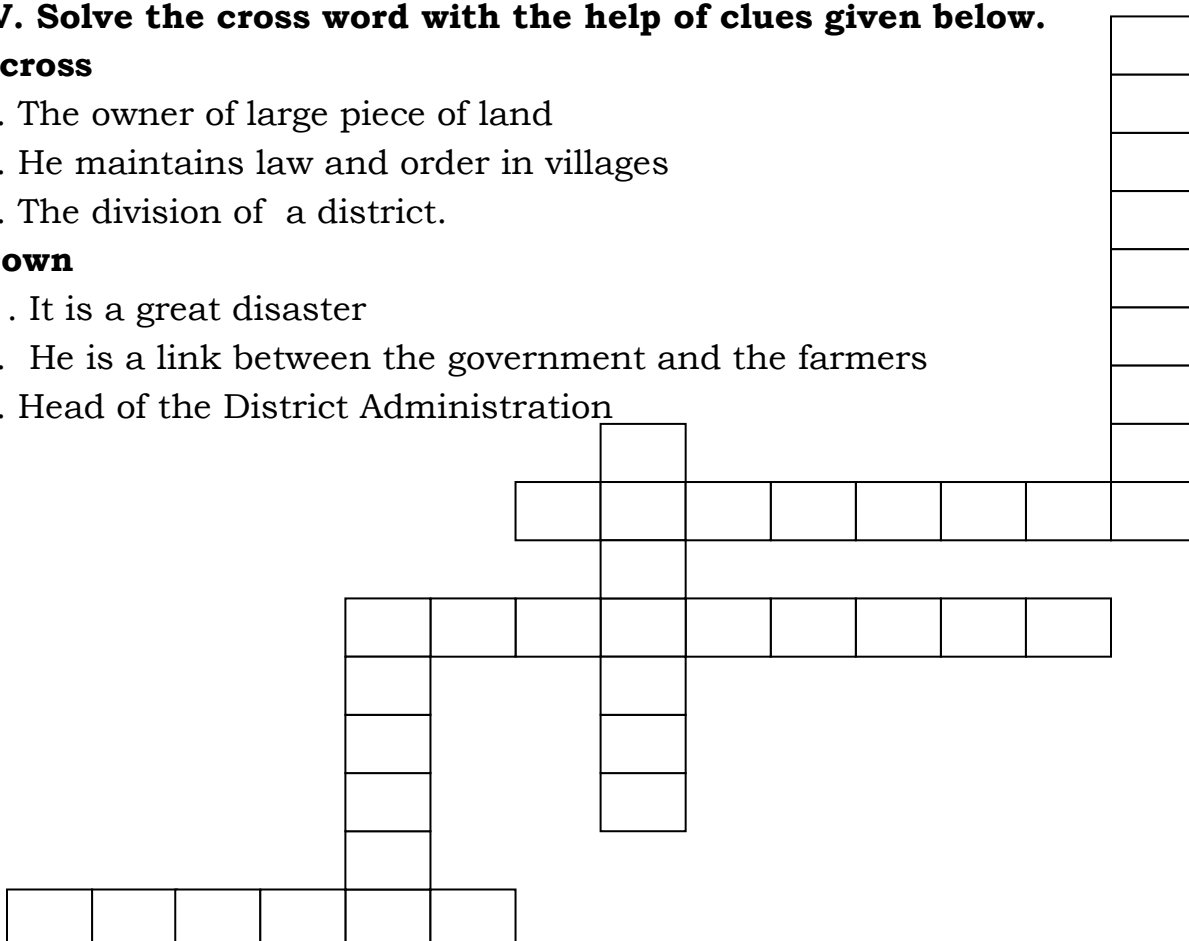 V. Solve the cross word with the help of clues given below.
cross
. The owner of large piece of land
. He maintains law and order in villages
. The division of a district.
own
. It is a great disaster
. He is a link between the government and the farmers
. Head of the District Administration